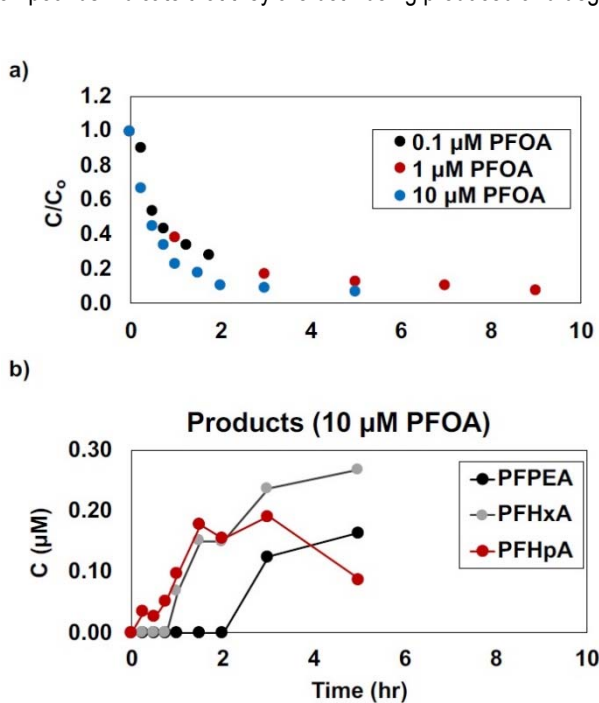 a)
1.2
1.0
0.8
0.6
0.4
0.2
0.0
C/Co
0.1 µM PFOA
1 µM PFOA
10 µM PFOA
0 2 4 6 8 10
b)
Products (10 µM PFOA)
0.30
0.20
0.10
0.00
C (µM)
PFPEA
PFHxA
PFHpA
0 2 4 6 8 10
Time (hr)